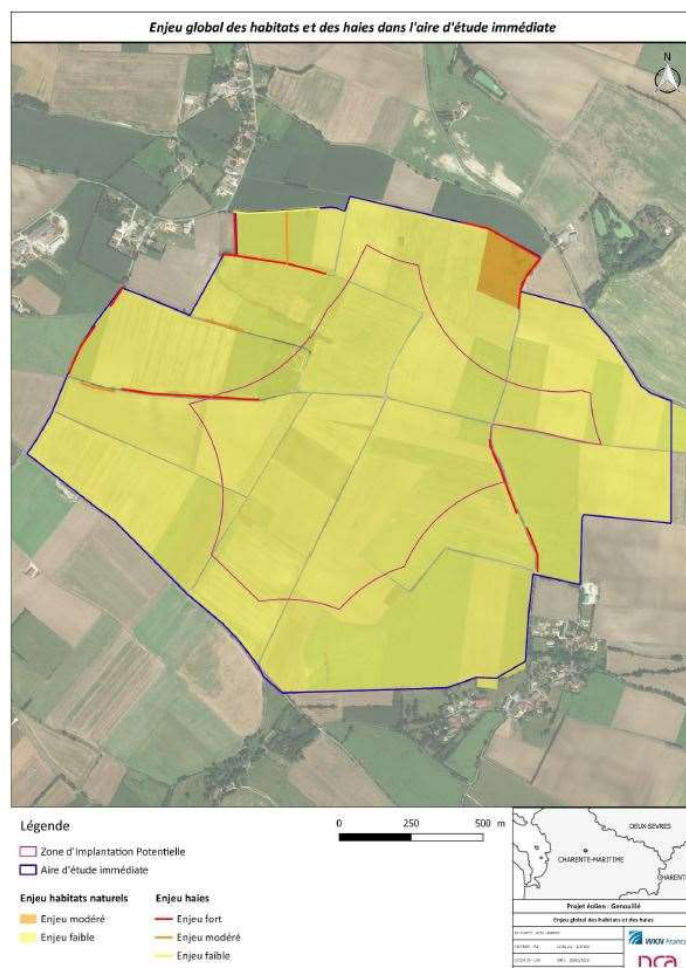 Enjeu global des habitats et des haies dans l'aire d'étude immédiate
N
Légende
Zone d'Implantation Potentielle
Aire d'étude immédiate
Enjeu habitats naturels
Enjeu modéré
Enjeu faible
Enjeu haies
Enjeu fort
Enjeu modéré
Enjeu faible
0 250 500 m
DEUX-SEVRES
CHARENTE-MARITIME
CHARENTE
Projet éolien : Genouillé
Enjeu global des habitats et des haies
WKN France
nca